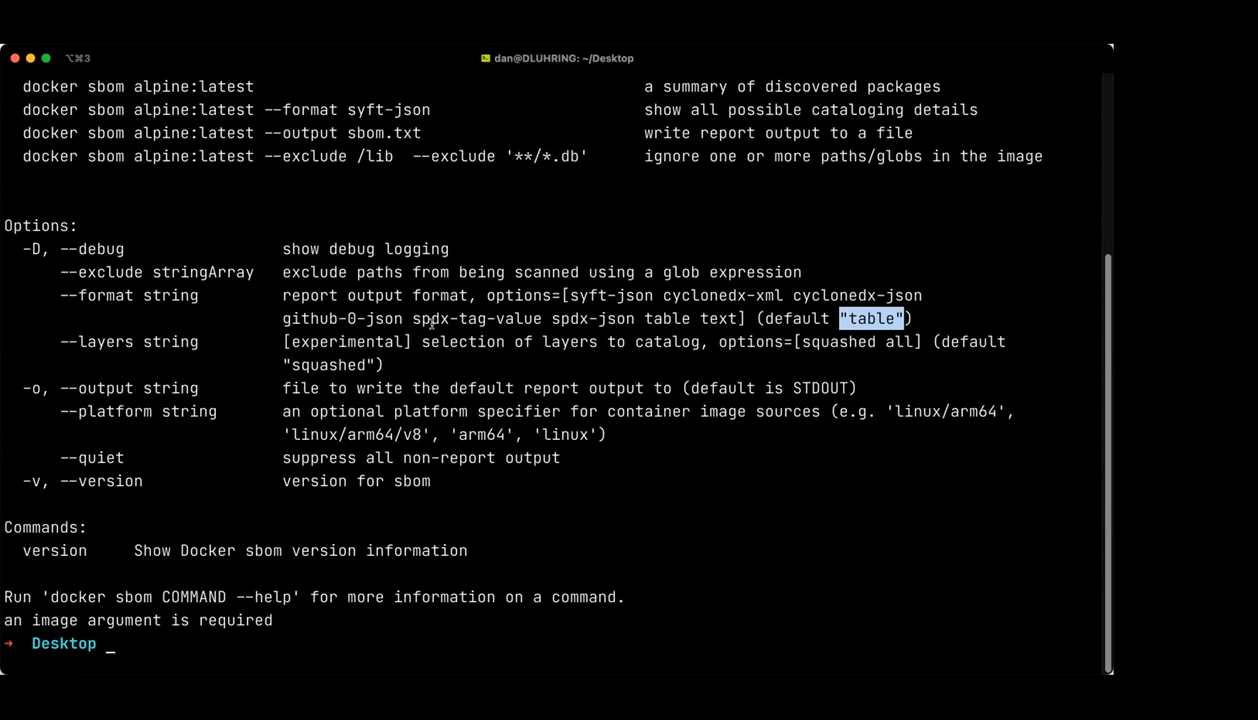 ⌥⌘3
dan@DLUHRING: ~/Desktop
docker sbom alpine:latest a summary of discovered packages
docker sbom alpine:latest --format syft-json show all possible cataloging details
docker sbom alpine:latest --output sbom.txt write report output to a file
docker sbom alpine:latest --exclude /lib --exclude '**/*.db' ignore one or more paths/globs in the image
Options:
-D, --debug show debug logging
--exclude stringArray exclude paths from being scanned using a glob expression
--format string report output format, options=[syft-json cyclonedx-xml cyclonedx-json
github-0-json spdx-tag-value spdx-json table text] (default "table")
--layers string [experimental] selection of layers to catalog, options=[squashed all] (default
"squashed")
-o, --output string file to write the default report output to (default is STDOUT)
--platform string an optional platform specifier for container image sources (e.g. 'linux/arm64',
'linux/arm64/v8', 'arm64', 'linux')
--quiet suppress all non-report output
-v, --version version for sbom
Commands:
version Show Docker sbom version information
Run 'docker sbom COMMAND --help' for more information on a command.
an image argument is required
→ Desktop _